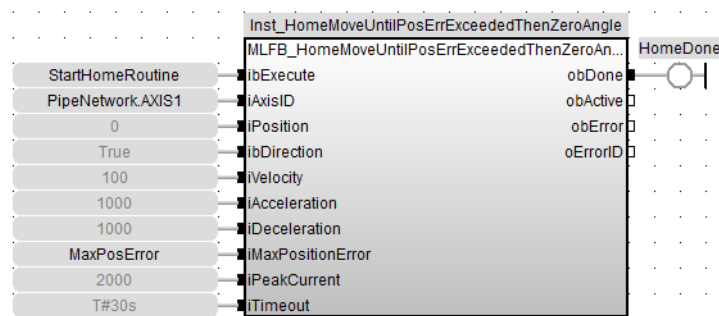 Inst_HomeMoveUntilPosErrExceededThenZeroAngle
MLFB_HomeMoveUntilPosErrExceededThenZeroAn...
HomeDone
StartHomeRoutine ibExecute obDone
PipeNetwork.AXIS1 iAxisID obActive
0 iPosition obError
True ibDirection oErrorID
100 iVelocity
1000 iAcceleration
1000 iDeceleration
MaxPosError iMaxPositionError
2000 iPeakCurrent
T#30s iTimeout